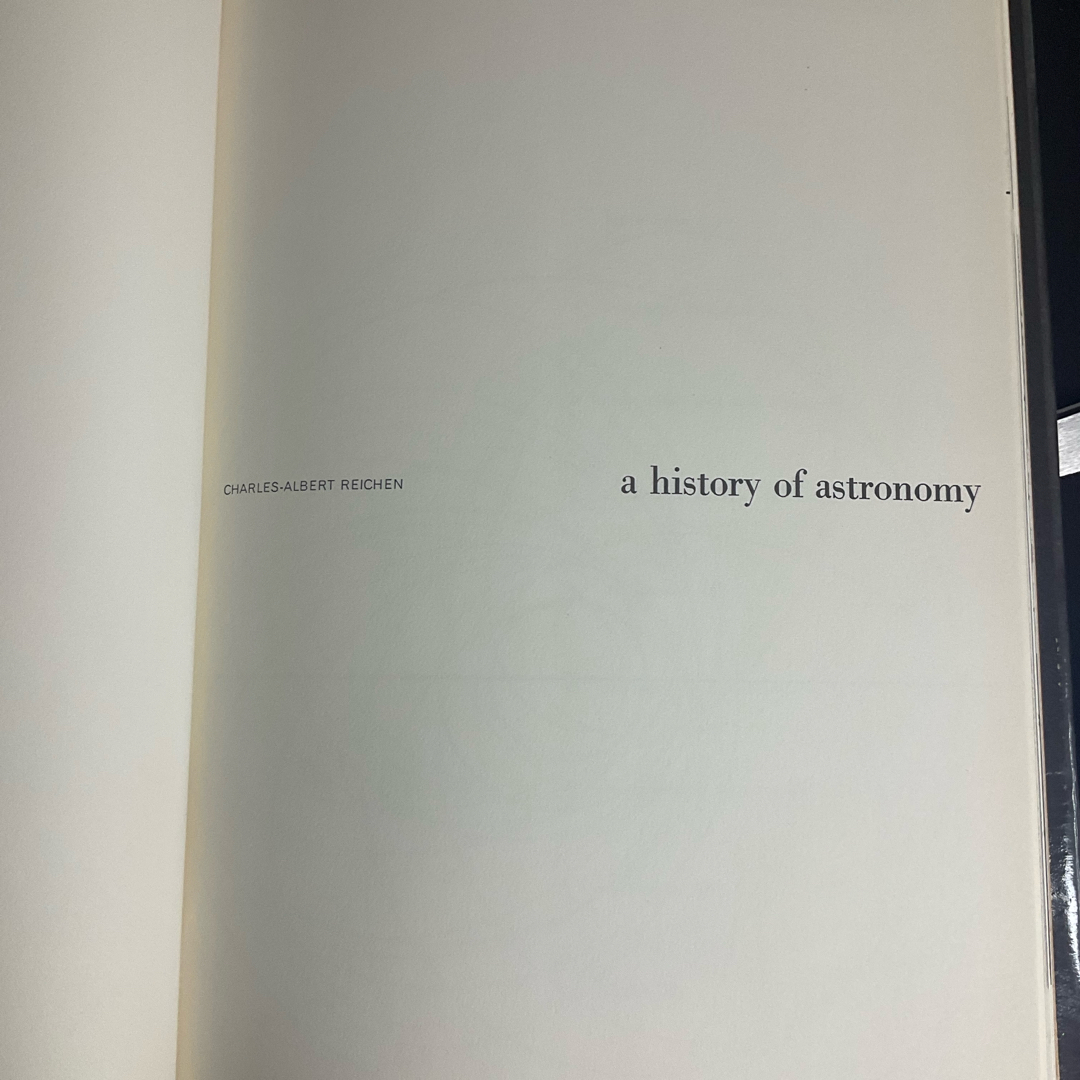 CHARLES-ALBERT REICHEN
a history of astronomy